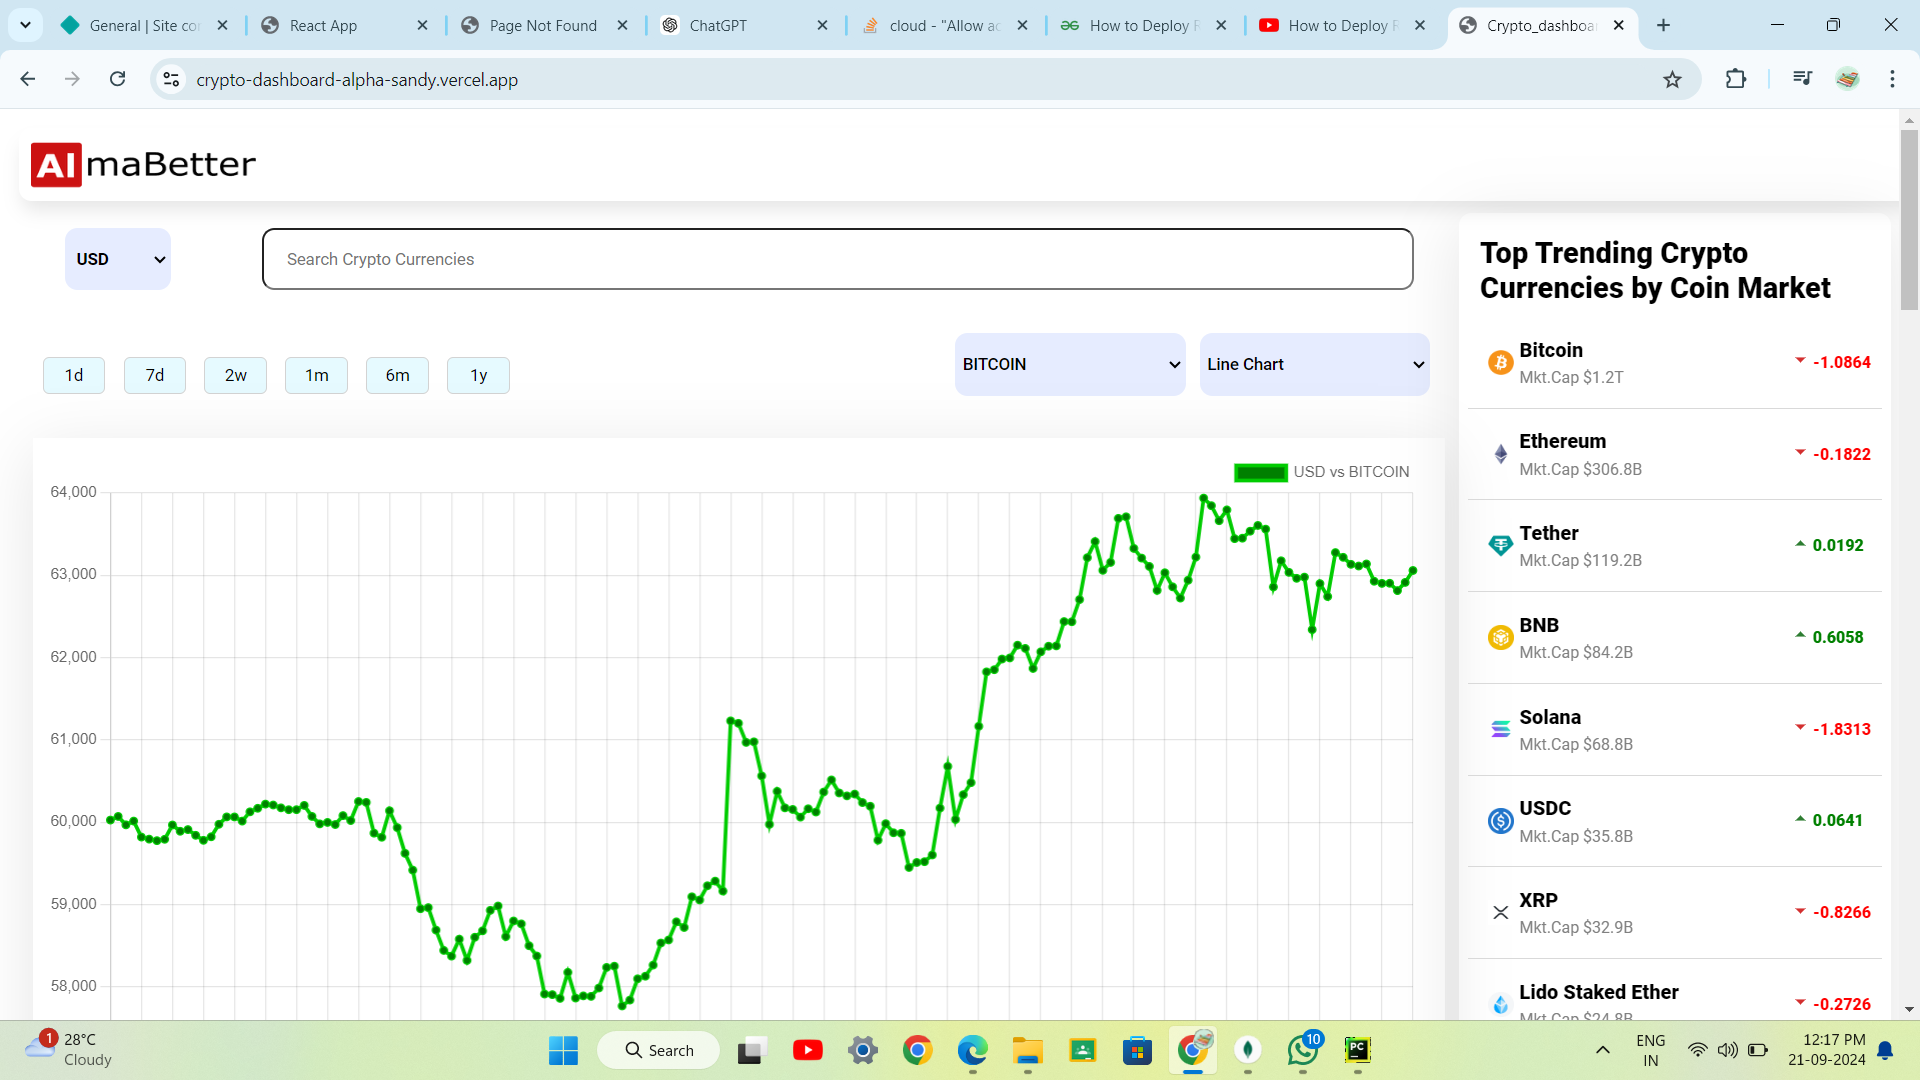 General | Site con
React App
Page Not Found
ChatGPT
cloud - "Allow ac
How to Deploy R
How to Deploy R
Crypto_dashboar
crypto-dashboard-alpha-sandy.vercel.app
AlmaBetter
USD
Search Crypto Currencies
1d
7d
2w
1m
6m
1y
BITCOIN
Line Chart
USD vs BITCOIN
64,000
63,000
62,000
61,000
60,000
59,000
58,000
Top Trending Crypto
Currencies by Coin Market
Bitcoin
Mkt.Cap $1.2T
-1.0864
Ethereum
Mkt.Cap $306.8B
-0.1822
Tether
Mkt.Cap $119.2B
0.0192
BNB
Mkt.Cap $84.2B
0.6058
Solana
Mkt.Cap $68.8B
-1.8313
USDC
Mkt.Cap $35.8B
0.0641
XRP
Mkt.Cap $32.9B
-0.8266
Lido Staked Ether
Mkt.Cap $24.8B
-0.2726
1
28°C
Cloudy
Search
10
PC
ENG
IN
12:17 PM
21-09-2024